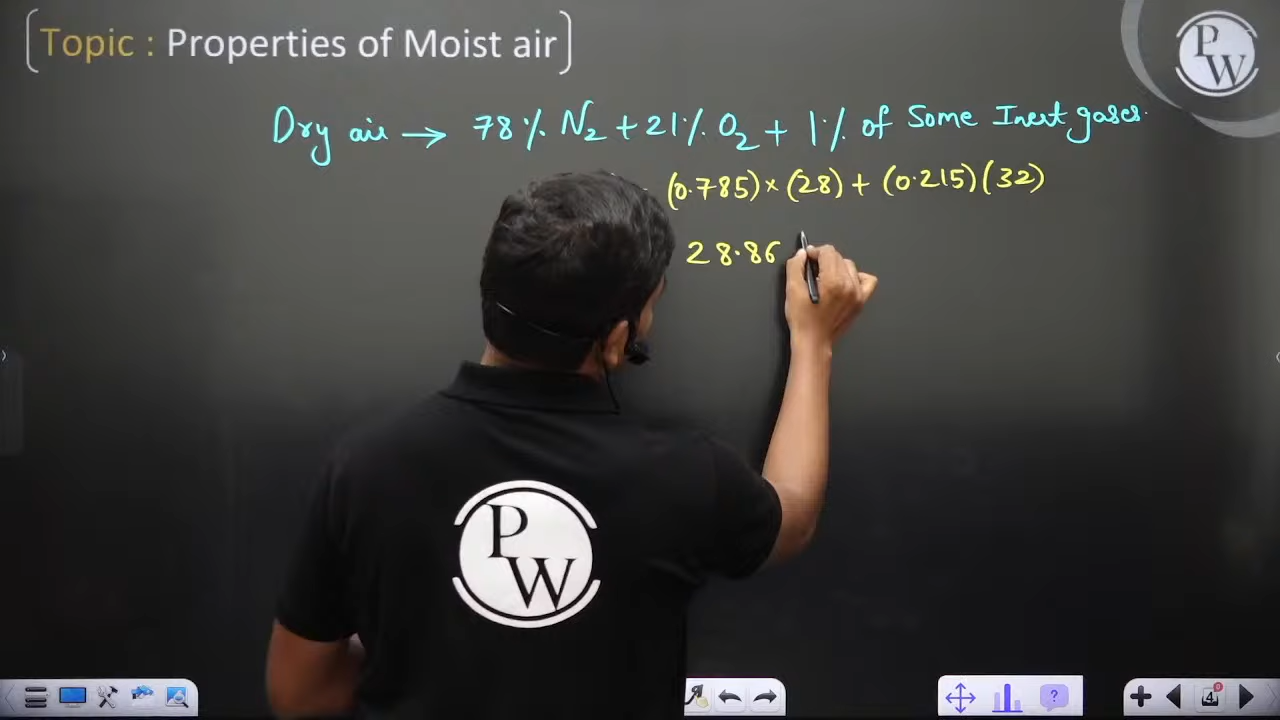 [Topic : Properties of Moist air]
PW
Dry air → 78% N₂ + 21% O₂ + 1% of Some Inert gases.
(0.785) × (28) + (0.215) (32)
28.86
PW
4